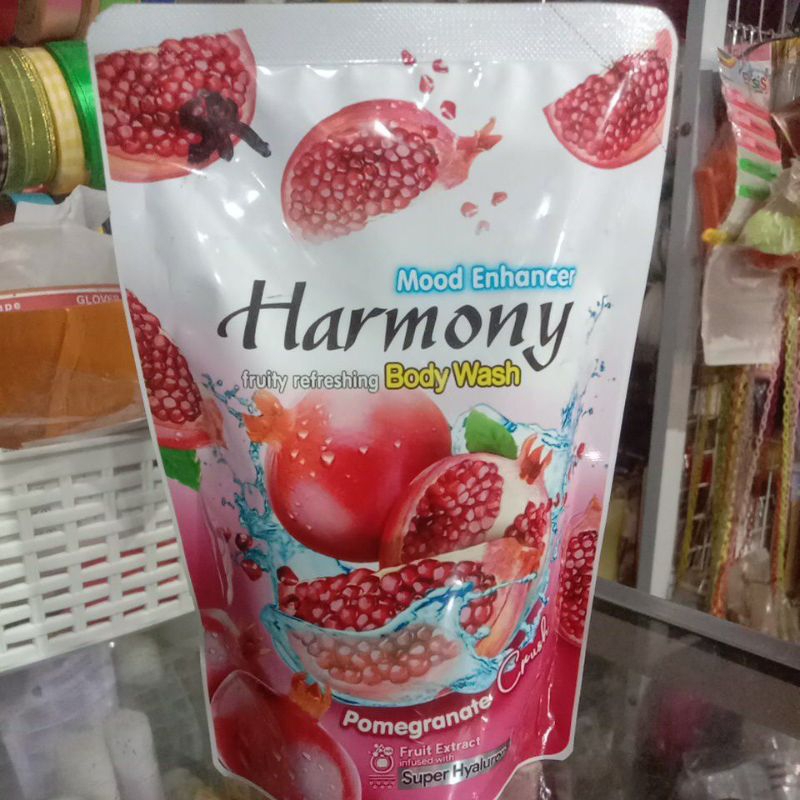 Mood Enhancer
Harmony
fruity refreshing Body Wash
GLOVES
Pomegranate Crush
Fruit Extract
infused with
Super Hyaluron